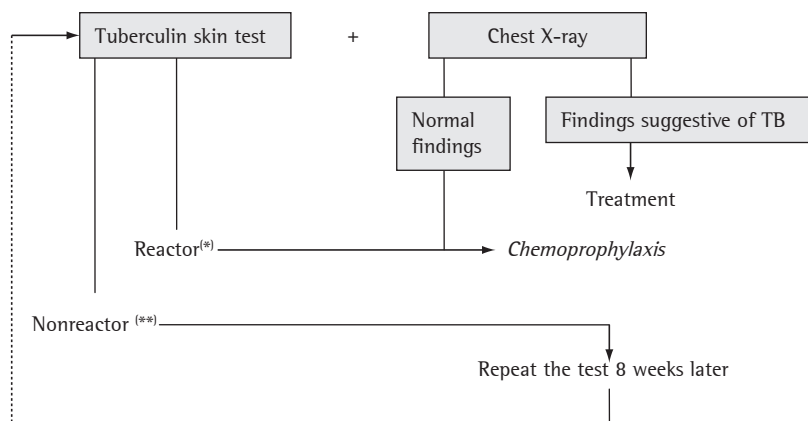 Tuberculin skin test + Chest X-ray
Normal
findings
Findings suggestive of TB
Treatment
Reactor(*)
Chemoprophylaxis
Nonreactor (**)
Repeat the test 8 weeks later